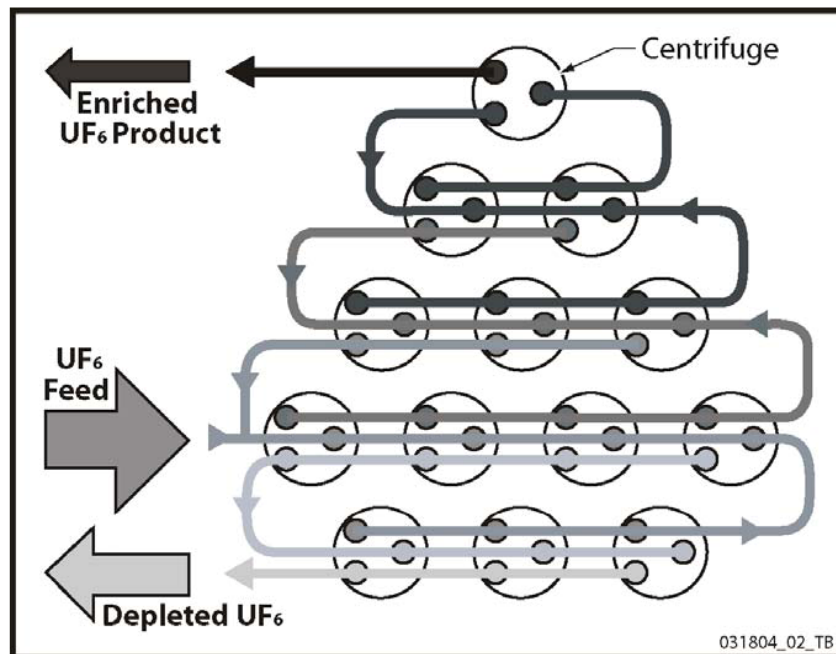 Centrifuge
Enriched
UF₆ Product
UF₆
Feed
Depleted UF₆
031804_02_TB